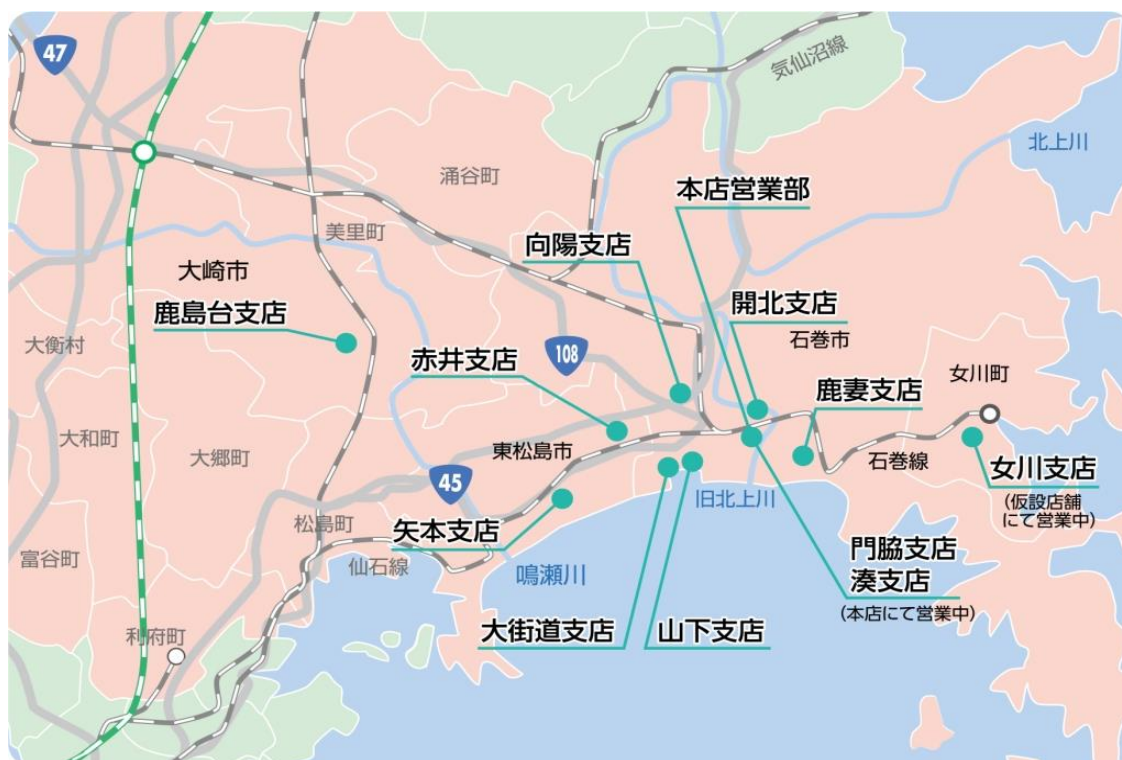 47
気仙沼線
北上川
涌谷町
本店営業部
美里町
向陽支店
大崎市
鹿島台支店
開北支店
石巻市
大衡村
赤井支店
108
女川町
鹿妻支店
大和町
大郷町
東松島市
石巻線
女川支店
(仮設店舗
にて営業中)
45
旧北上川
松島町
矢本支店
富谷町
仙石線
鳴瀬川
門脇支店
湊支店
(本店にて営業中)
大街道支店
山下支店
利府町